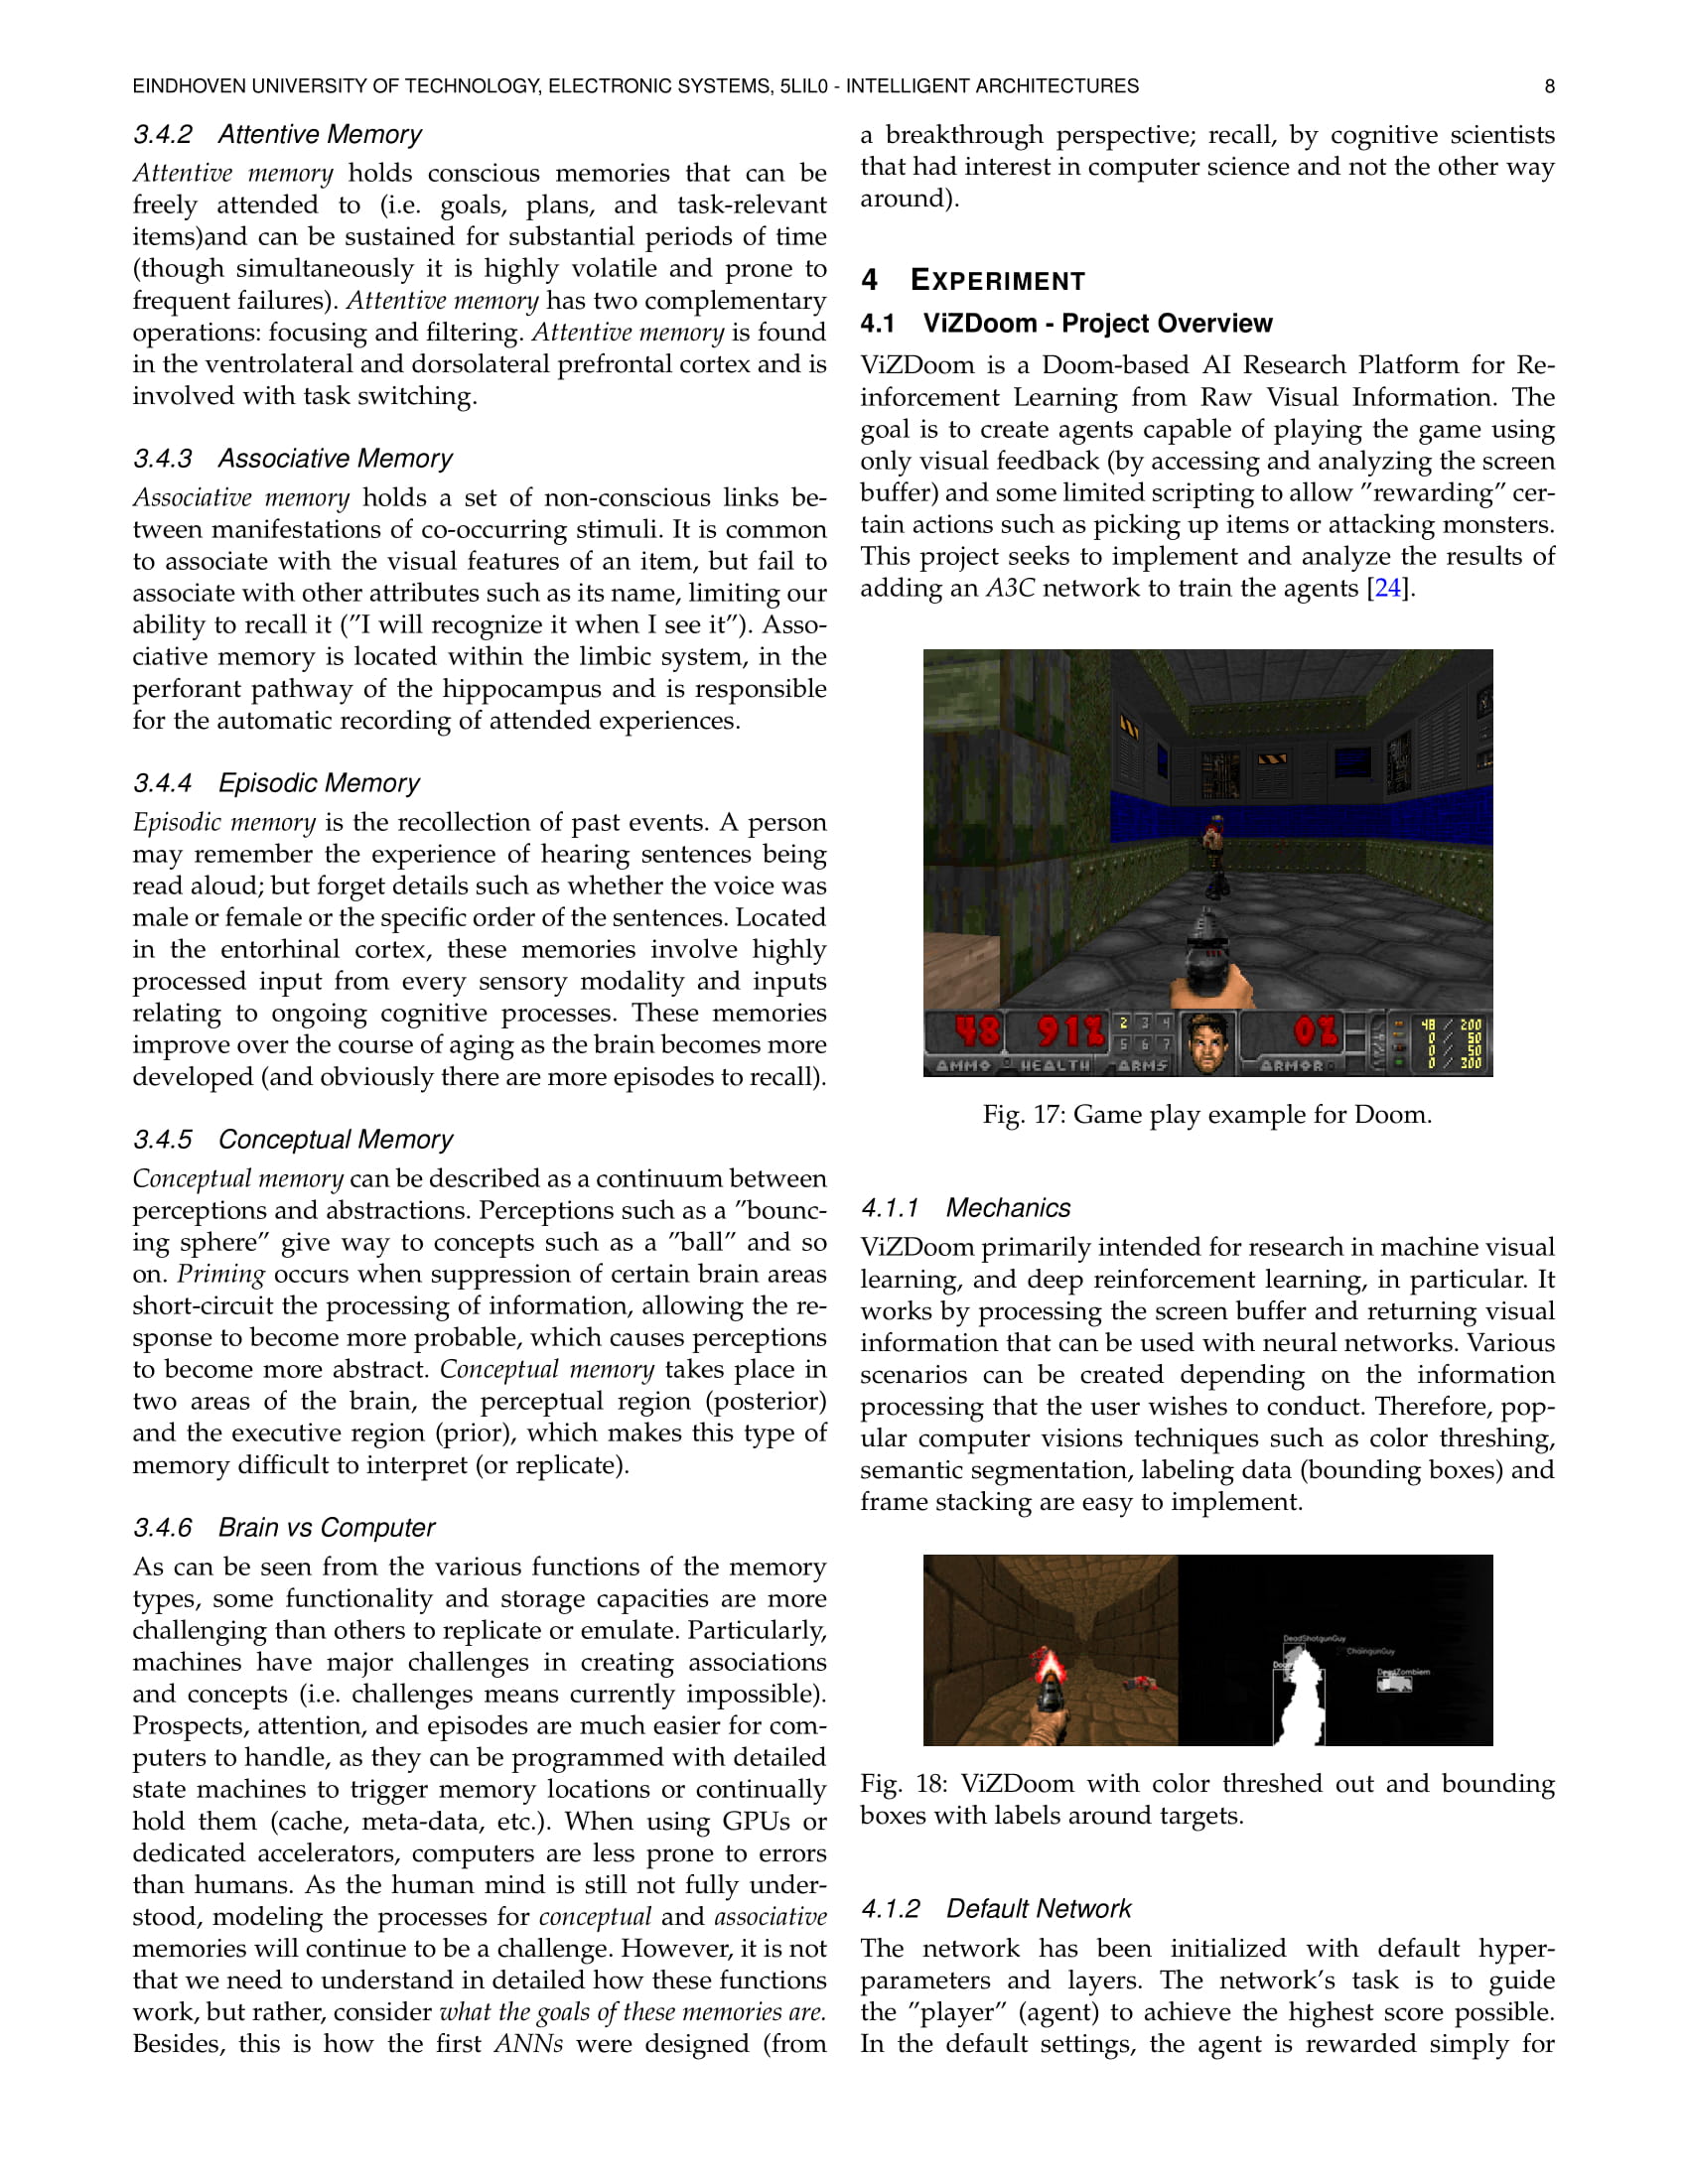 EINDHOVEN UNIVERSITY OF TECHNOLOGY, ELECTRONIC SYSTEMS, 5LIL0 - INTELLIGENT ARCHITECTURES 8
3.4.2 Attentive Memory
Attentive memory holds conscious memories that can be
freely attended to (i.e. goals, plans, and task-relevant
items)and can be sustained for substantial periods of time
(though simultaneously it is highly volatile and prone to
frequent failures). Attentive memory has two complementary
operations: focusing and filtering. Attentive memory is found
in the ventrolateral and dorsolateral prefrontal cortex and is
involved with task switching.
3.4.3 Associative Memory
Associative memory holds a set of non-conscious links be-
tween manifestations of co-occurring stimuli. It is common
to associate with the visual features of an item, but fail to
associate with other attributes such as its name, limiting our
ability to recall it (”I will recognize it when I see it”). Asso-
ciative memory is located within the limbic system, in the
perforant pathway of the hippocampus and is responsible
for the automatic recording of attended experiences.
3.4.4 Episodic Memory
Episodic memory is the recollection of past events. A person
may remember the experience of hearing sentences being
read aloud; but forget details such as whether the voice was
male or female or the specific order of the sentences. Located
in the entorhinal cortex, these memories involve highly
processed input from every sensory modality and inputs
relating to ongoing cognitive processes. These memories
improve over the course of aging as the brain becomes more
developed (and obviously there are more episodes to recall).
3.4.5 Conceptual Memory
Conceptual memory can be described as a continuum between
perceptions and abstractions. Perceptions such as a ”bounc-
ing sphere” give way to concepts such as a ”ball” and so
on. Priming occurs when suppression of certain brain areas
short-circuit the processing of information, allowing the re-
sponse to become more probable, which causes perceptions
to become more abstract. Conceptual memory takes place in
two areas of the brain, the perceptual region (posterior)
and the executive region (prior), which makes this type of
memory difficult to interpret (or replicate).
3.4.6 Brain vs Computer
As can be seen from the various functions of the memory
types, some functionality and storage capacities are more
challenging than others to replicate or emulate. Particularly,
machines have major challenges in creating associations
and concepts (i.e. challenges means currently impossible).
Prospects, attention, and episodes are much easier for com-
puters to handle, as they can be programmed with detailed
state machines to trigger memory locations or continually
hold them (cache, meta-data, etc.). When using GPUs or
dedicated accelerators, computers are less prone to errors
than humans. As the human mind is still not fully under-
stood, modeling the processes for conceptual and associative
memories will continue to be a challenge. However, it is not
that we need to understand in detailed how these functions
work, but rather, consider what the goals of these memories are.
Besides, this is how the first ANNs were designed (from
a breakthrough perspective; recall, by cognitive scientists
that had interest in computer science and not the other way
around).
4 EXPERIMENT
4.1 ViZDoom - Project Overview
ViZDoom is a Doom-based AI Research Platform for Re-
inforcement Learning from Raw Visual Information. The
goal is to create agents capable of playing the game using
only visual feedback (by accessing and analyzing the screen
buffer) and some limited scripting to allow ”rewarding” cer-
tain actions such as picking up items or attacking monsters.
This project seeks to implement and analyze the results of
adding an A3C network to train the agents [24].
48 91% 2 3 4 0% 48 / 200
0 / 50
5 6 7 0 / 50
AMMO HEALTH ARMS ARMOR 0 / 300
Fig. 17: Game play example for Doom.
4.1.1 Mechanics
ViZDoom primarily intended for research in machine visual
learning, and deep reinforcement learning, in particular. It
works by processing the screen buffer and returning visual
information that can be used with neural networks. Various
scenarios can be created depending on the information
processing that the user wishes to conduct. Therefore, pop-
ular computer visions techniques such as color threshing,
semantic segmentation, labeling data (bounding boxes) and
frame stacking are easy to implement.
DeadShotgunGuy
ChaingunGuy
DeadZombiem
Fig. 18: ViZDoom with color threshed out and bounding
boxes with labels around targets.
4.1.2 Default Network
The network has been initialized with default hyper-
parameters and layers. The network's task is to guide
the ”player” (agent) to achieve the highest score possible.
In the default settings, the agent is rewarded simply for